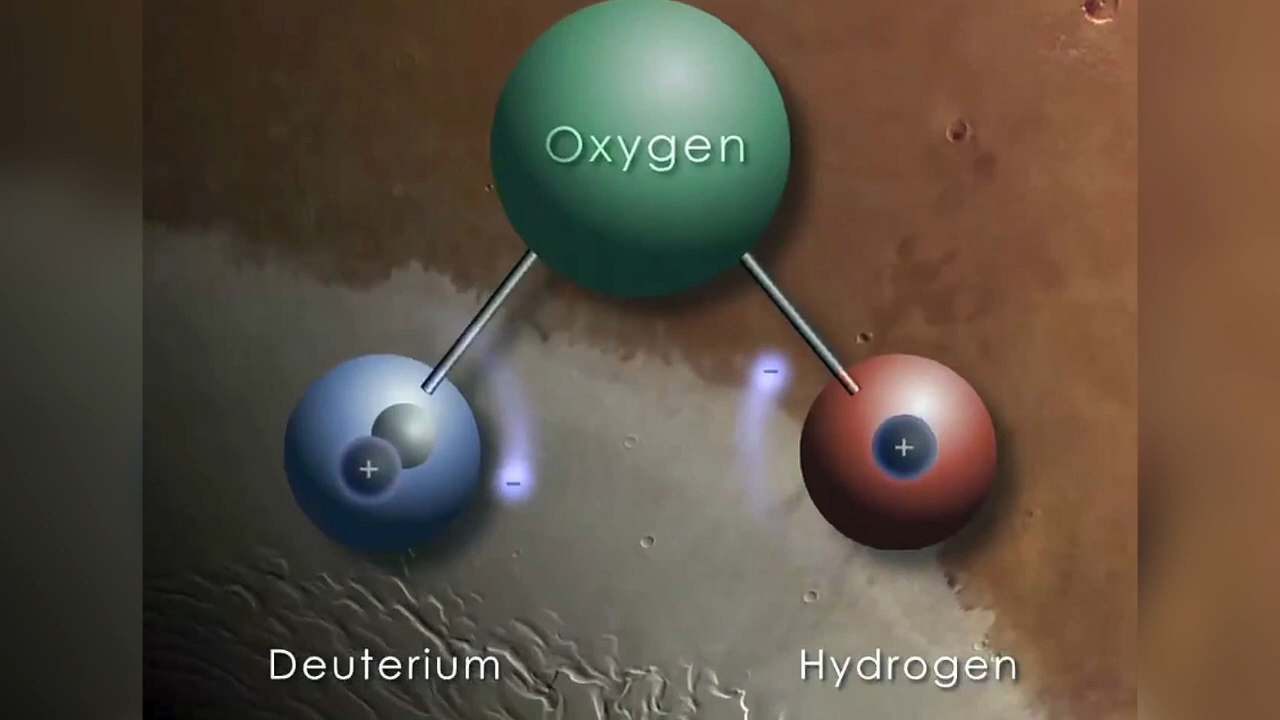 Oxygen
+
-
-
+
Deuterium
Hydrogen